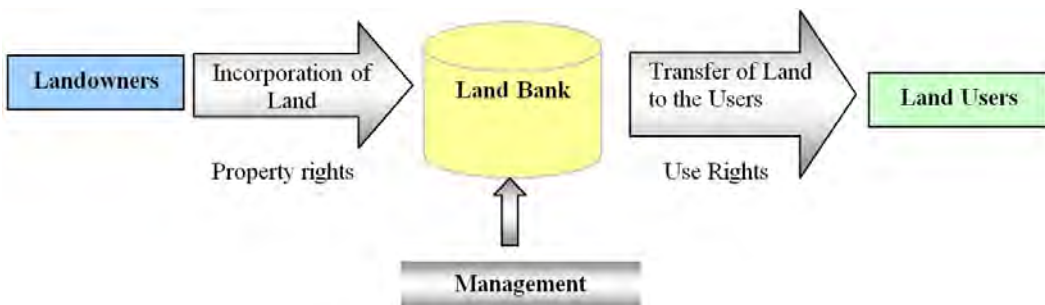 Landowners
Incorporation of
Land
Property rights
Land Bank
Transfer of Land
to the Users
Use Rights
Land Users
Management